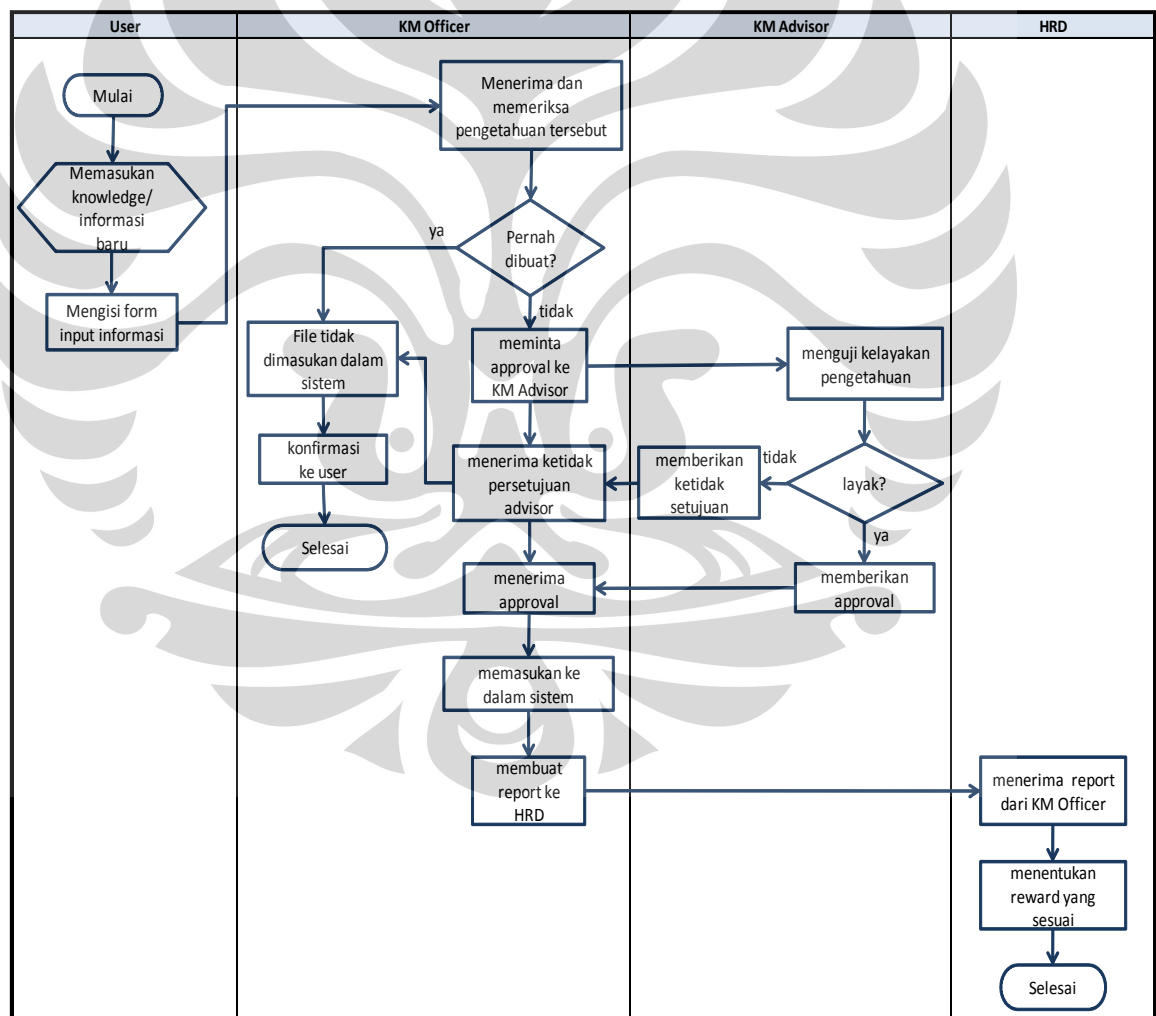 User
KM Officer
KM Advisor
HRD
Mulai
Memasukan
knowledge/
informasi
baru
Mengisi form
input informasi
Menerima dan
memeriksa
pengetahuan tersebut
Pernah
dibuat?
ya
tidak
File tidak
dimasukan dalam
sistem
konfirmasi
ke user
Selesai
meminta
approval ke
KM Advisor
menguji kelayakan
pengetahuan
layak?
tidak
ya
memberikan
ketidak
setujuan
menerima ketidak
persetujuan
advisor
memberikan
approval
menerima
approval
memasukan ke
dalam sistem
membuat
report ke
HRD
menerima report
dari KM Officer
menentukan
reward yang
sesuai
Selesai